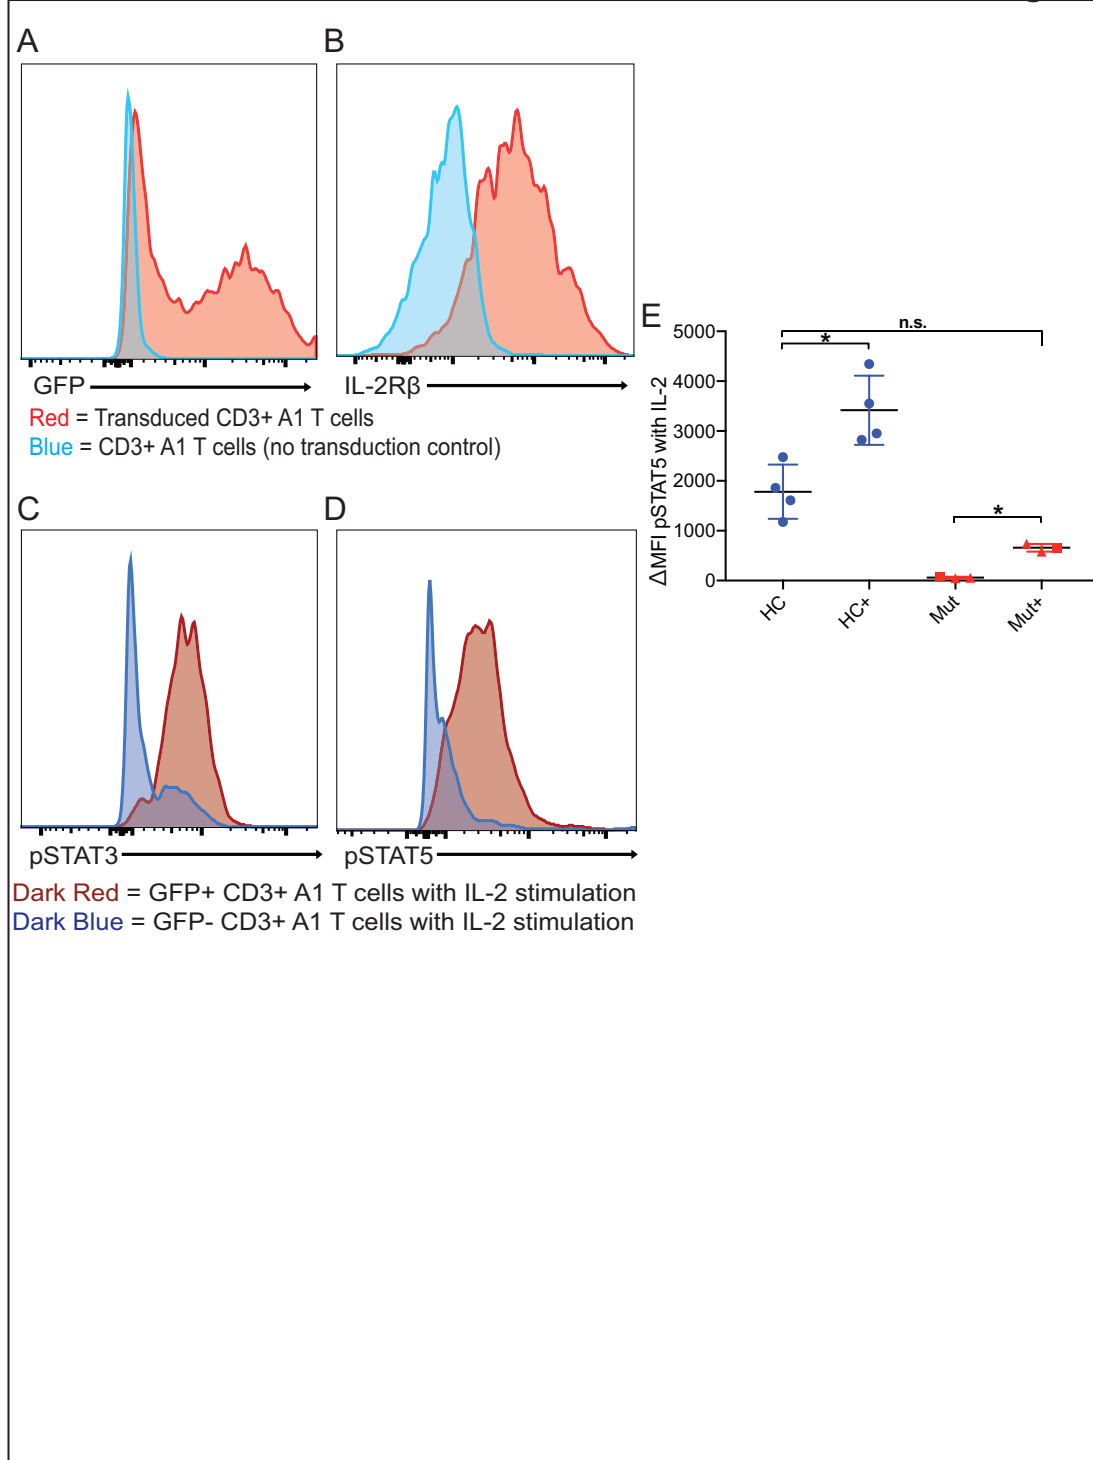 A
B
GFP
IL-2Rβ
Red = Transduced CD3+ A1 T cells
Blue = CD3+ A1 T cells (no transduction control)
C
D
pSTAT3
pSTAT5
Dark Red = GFP+ CD3+ A1 T cells with IL-2 stimulation
Dark Blue = GFP- CD3+ A1 T cells with IL-2 stimulation
E
ΔMFI pSTAT5 with IL-2
5000
4000
3000
2000
1000
0
n.s.
*
*
HC
HC+
Mut
Mut+